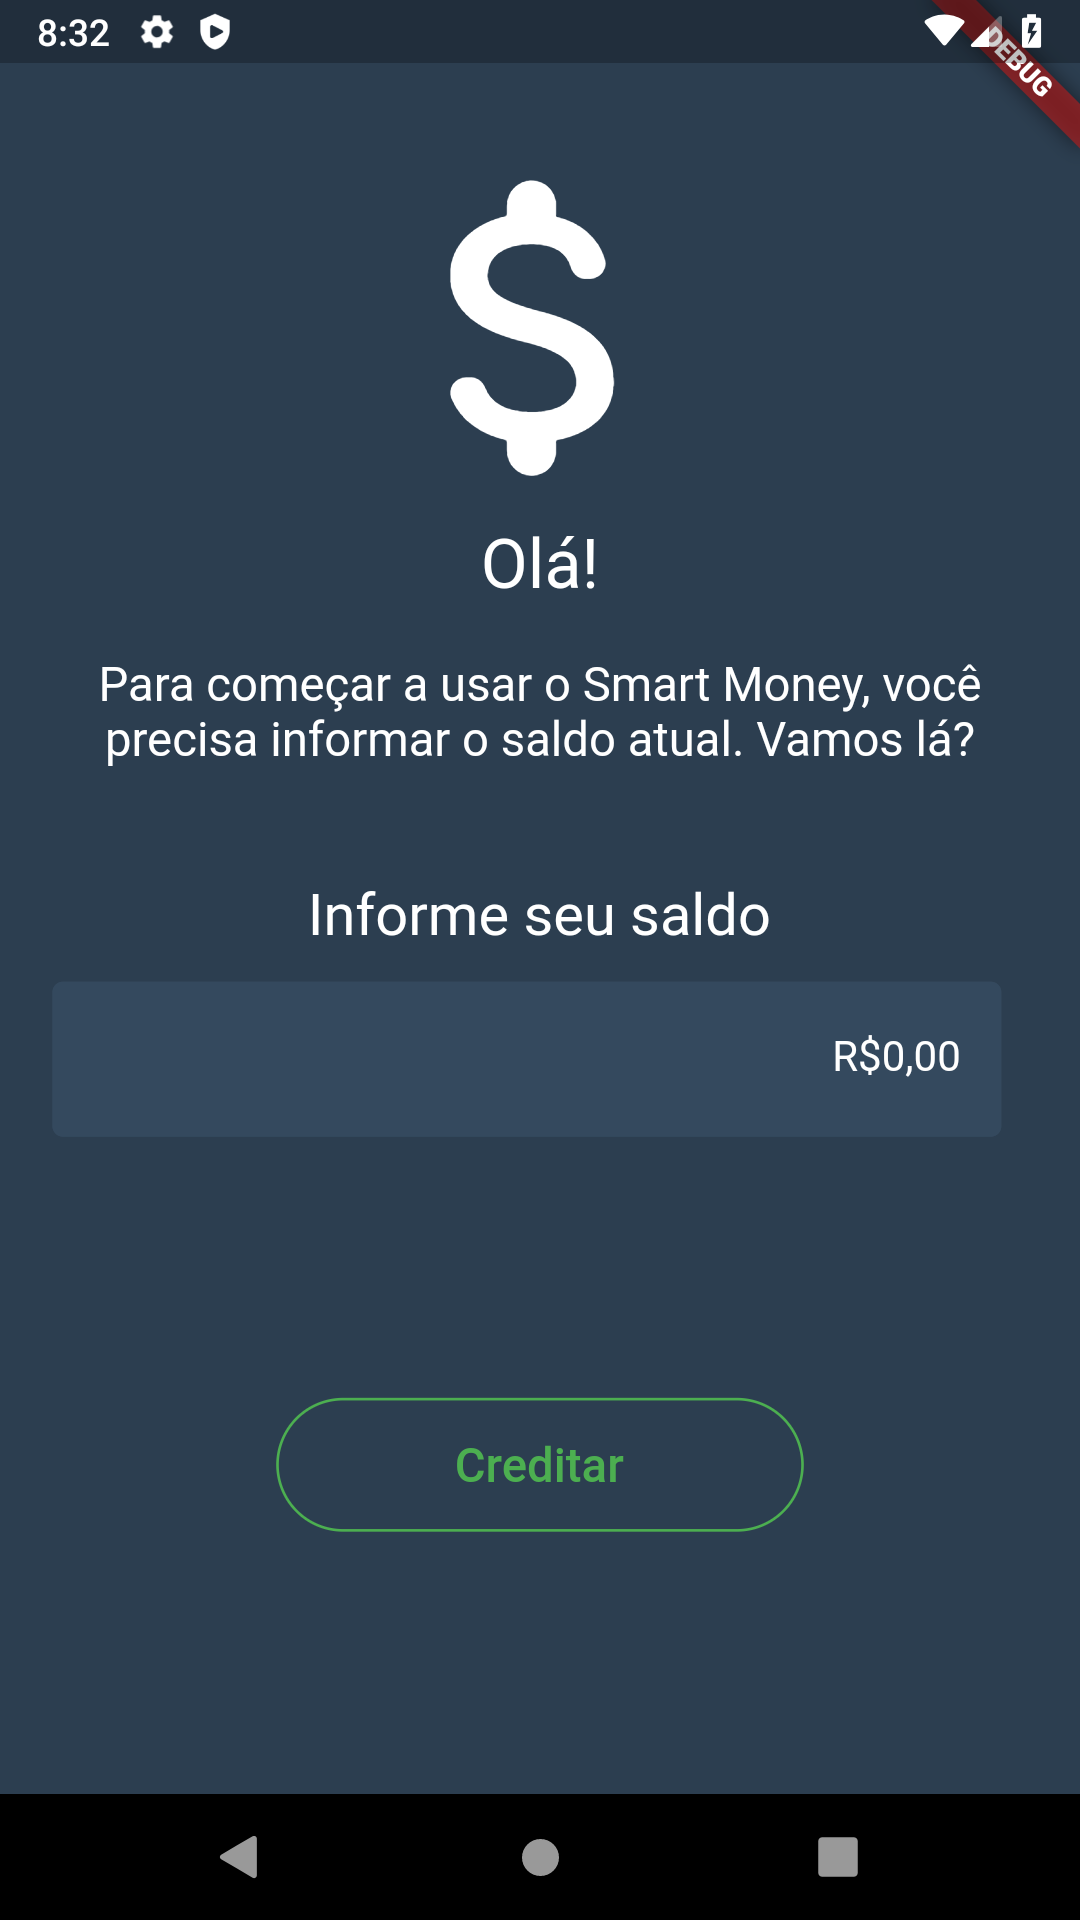 8:32
DEBUG
$
Olá!
Para começar a usar o Smart Money, você
precisa informar o saldo atual. Vamos lá?
Informe seu saldo
R$0,00
Creditar